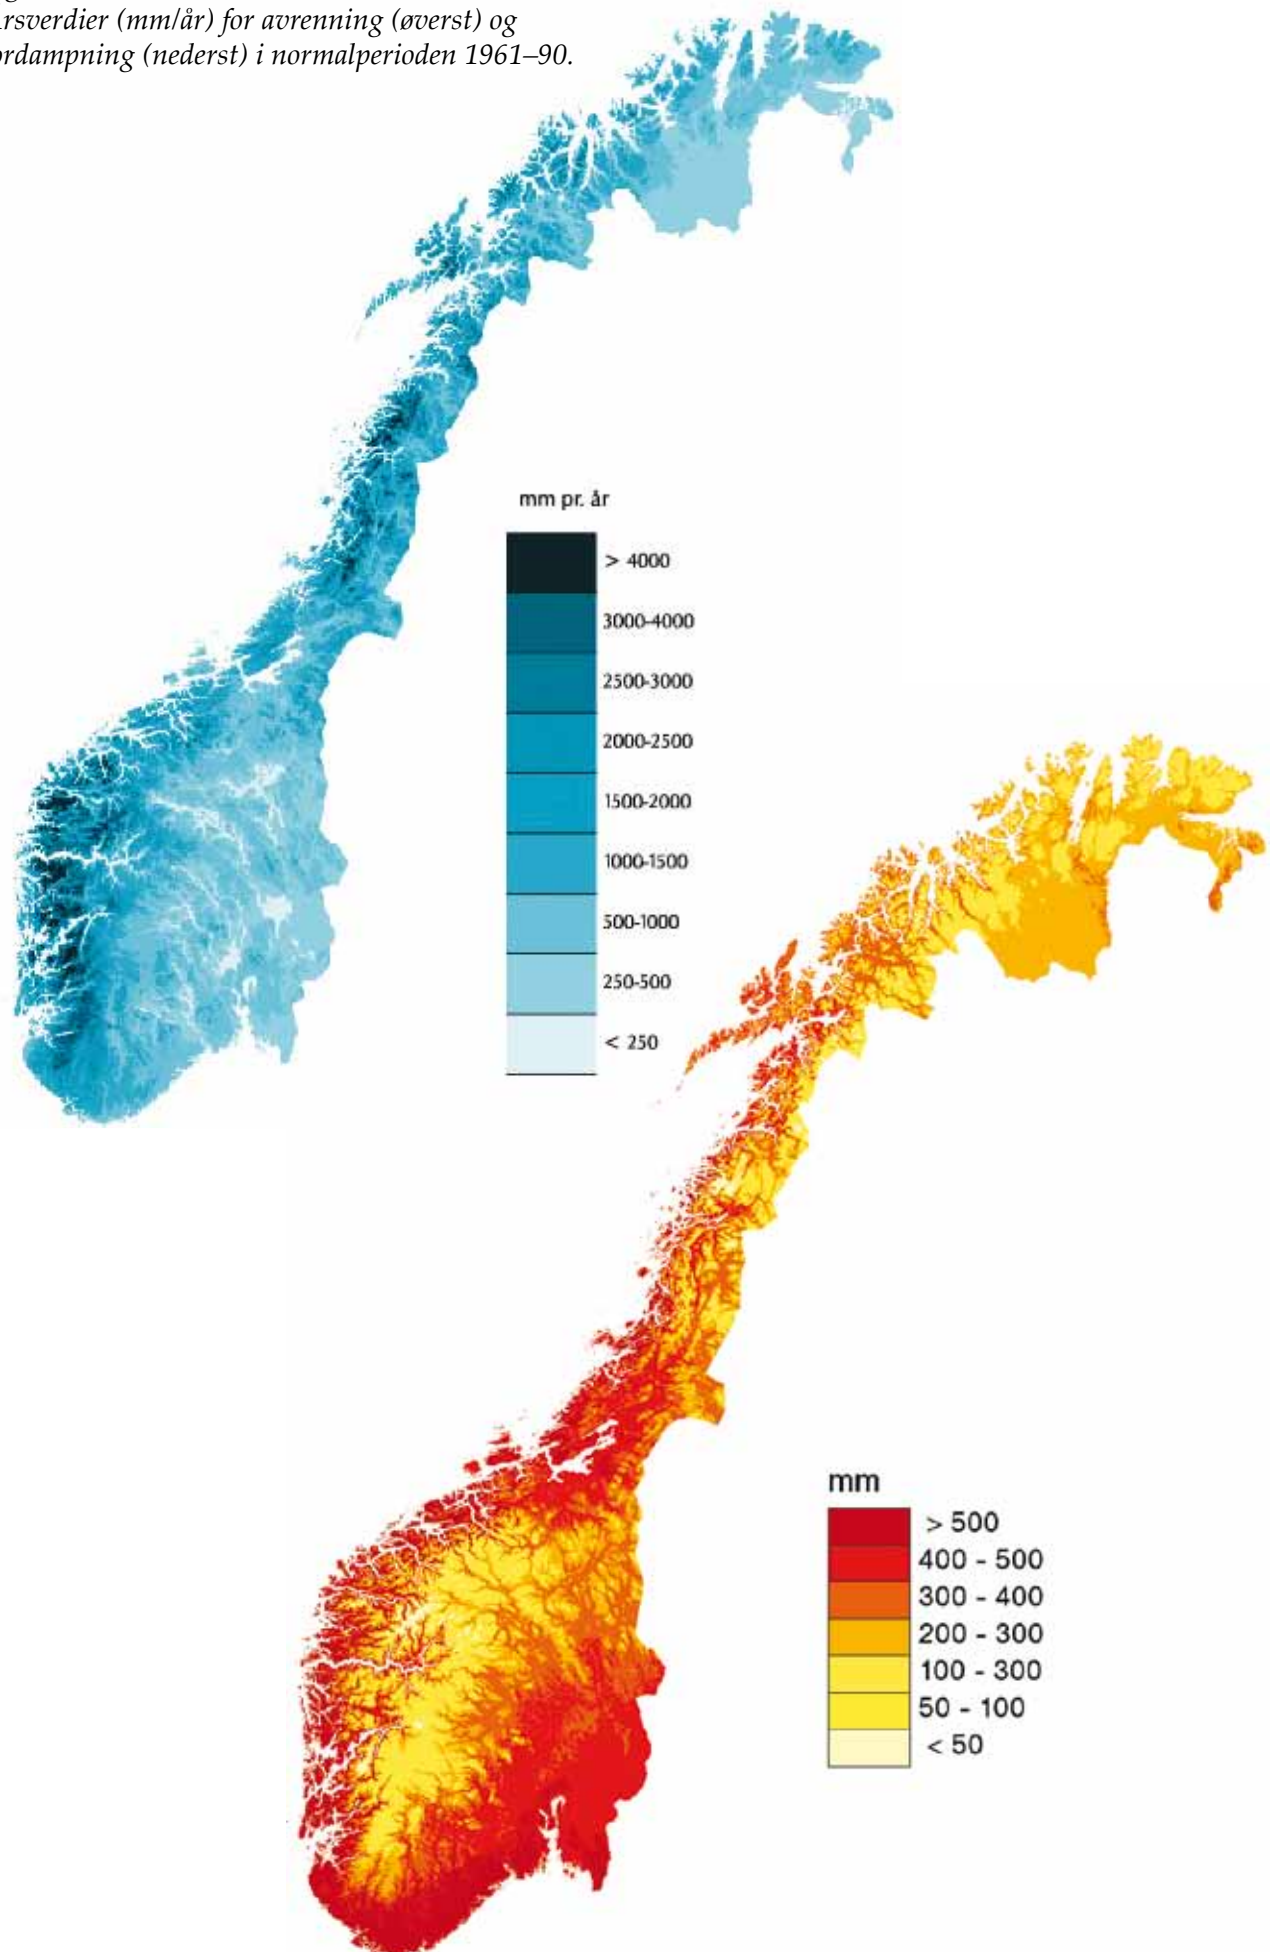 rsverdier (mm/år) for avrenning (øverst) og
ordampning (nederst) i normalperioden 1961–90.
mm pr. år
> 4000
3000-4000
2500-3000
2000-2500
1500-2000
1000-1500
500-1000
250-500
< 250
mm
> 500
400 - 500
300 - 400
200 - 300
100 - 300
50 - 100
< 50